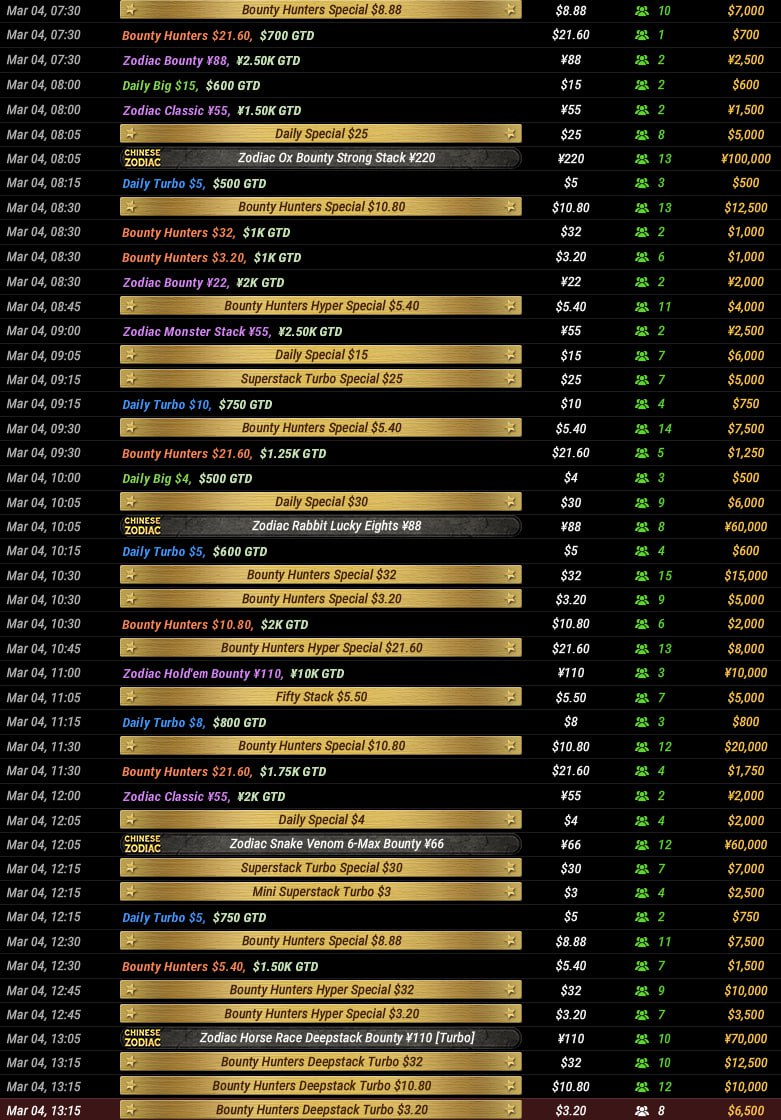 Mar 04, 07:30 Bounty Hunters Special $8.88 $8.88 10 $7,000
Mar 04, 07:30 Bounty Hunters $21.60, $700 GTD $21.60 1 $700
Mar 04, 07:30 Zodiac Bounty ¥88, ¥2.50K GTD ¥88 2 ¥2,500
Mar 04, 08:00 Daily Big $15, $600 GTD $15 2 $600
Mar 04, 08:00 Zodiac Classic ¥55, ¥1.50K GTD ¥55 2 ¥1,500
Mar 04, 08:05 Daily Special $25 $25 8 $5,000
Mar 04, 08:05 CHINESE ZODIAC Zodiac Ox Bounty Strong Stack ¥220 ¥220 13 ¥100,000
Mar 04, 08:15 Daily Turbo $5, $500 GTD $5 3 $500
Mar 04, 08:30 Bounty Hunters Special $10.80 $10.80 13 $12,500
Mar 04, 08:30 Bounty Hunters $32, $1K GTD $32 2 $1,000
Mar 04, 08:30 Bounty Hunters $3.20, $1K GTD $3.20 6 $1,000
Mar 04, 08:30 Zodiac Bounty ¥22, ¥2K GTD ¥22 2 ¥2,000
Mar 04, 08:45 Bounty Hunters Hyper Special $5.40 $5.40 11 $4,000
Mar 04, 09:00 Zodiac Monster Stack ¥55, ¥2.50K GTD ¥55 2 ¥2,500
Mar 04, 09:05 Daily Special $15 $15 7 $6,000
Mar 04, 09:15 Superstack Turbo Special $25 $25 7 $5,000
Mar 04, 09:15 Daily Turbo $10, $750 GTD $10 4 $750
Mar 04, 09:30 Bounty Hunters Special $5.40 $5.40 14 $7,500
Mar 04, 09:30 Bounty Hunters $21.60, $1.25K GTD $21.60 5 $1,250
Mar 04, 10:00 Daily Big $4, $500 GTD $4 3 $500
Mar 04, 10:05 Daily Special $30 $30 9 $6,000
Mar 04, 10:05 CHINESE ZODIAC Zodiac Rabbit Lucky Eights ¥88 ¥88 8 ¥60,000
Mar 04, 10:15 Daily Turbo $5, $600 GTD $5 4 $600
Mar 04, 10:30 Bounty Hunters Special $32 $32 15 $15,000
Mar 04, 10:30 Bounty Hunters Special $3.20 $3.20 9 $5,000
Mar 04, 10:30 Bounty Hunters $10.80, $2K GTD $10.80 6 $2,000
Mar 04, 10:45 Bounty Hunters Hyper Special $21.60 $21.60 13 $8,000
Mar 04, 11:00 Zodiac Hold'em Bounty ¥110, ¥10K GTD ¥110 3 ¥10,000
Mar 04, 11:05 Fifty Stack $5.50 $5.50 7 $5,000
Mar 04, 11:15 Daily Turbo $8, $800 GTD $8 3 $800
Mar 04, 11:30 Bounty Hunters Special $10.80 $10.80 12 $20,000
Mar 04, 11:30 Bounty Hunters $21.60, $1.75K GTD $21.60 4 $1,750
Mar 04, 12:00 Zodiac Classic ¥55, ¥2K GTD ¥55 2 ¥2,000
Mar 04, 12:05 Daily Special $4 $4 4 $2,000
Mar 04, 12:05 CHINESE ZODIAC Zodiac Snake Venom 6-Max Bounty ¥66 ¥66 12 ¥60,000
Mar 04, 12:15 Superstack Turbo Special $30 $30 7 $7,000
Mar 04, 12:15 Mini Superstack Turbo $3 $3 4 $2,500
Mar 04, 12:15 Daily Turbo $5, $750 GTD $5 2 $750
Mar 04, 12:30 Bounty Hunters Special $8.88 $8.88 11 $7,500
Mar 04, 12:30 Bounty Hunters $5.40, $1.50K GTD $5.40 7 $1,500
Mar 04, 12:45 Bounty Hunters Hyper Special $32 $32 9 $10,000
Mar 04, 12:45 Bounty Hunters Hyper Special $3.20 $3.20 7 $3,500
Mar 04, 13:05 CHINESE ZODIAC Zodiac Horse Race Deepstack Bounty ¥110 [Turbo] ¥110 10 ¥70,000
Mar 04, 13:15 Bounty Hunters Deepstack Turbo $32 $32 10 $12,500
Mar 04, 13:15 Bounty Hunters Deepstack Turbo $10.80 $10.80 12 $10,000
Mar 04, 13:15 Bounty Hunters Deepstack Turbo $3.20 $3.20 8 $6,500